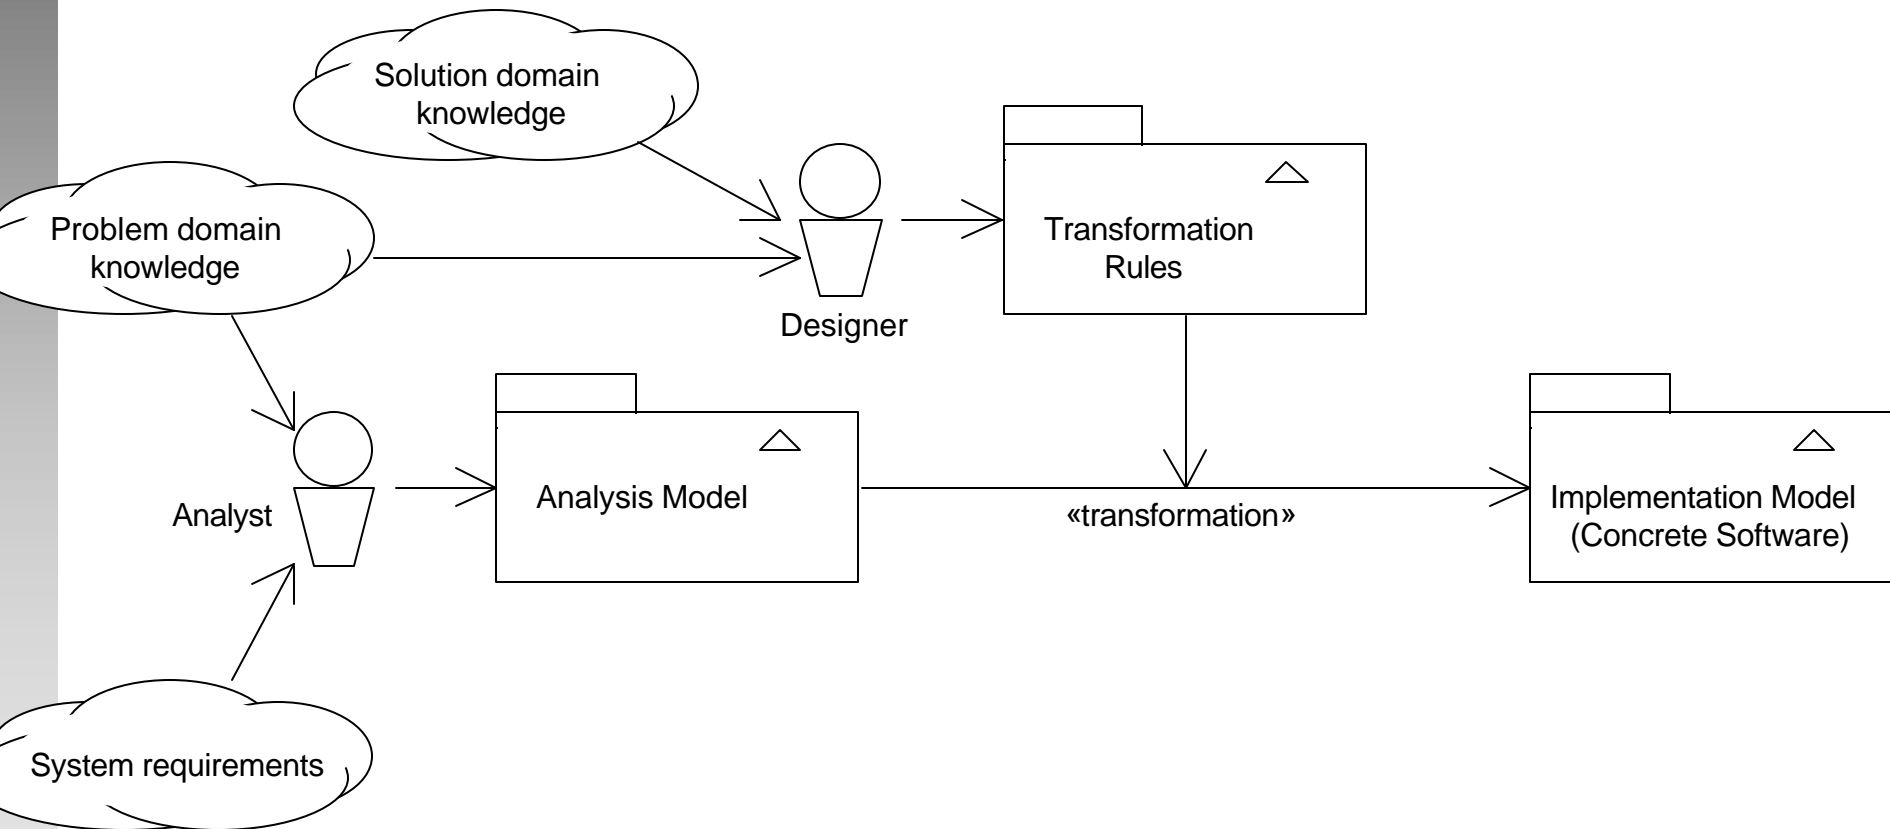 Solution domain
knowledge
Problem domain
knowledge
Transformation
Rules
Designer
Analyst
Analysis Model
«transformation»
Implementation Model
(Concrete Software)
System requirements